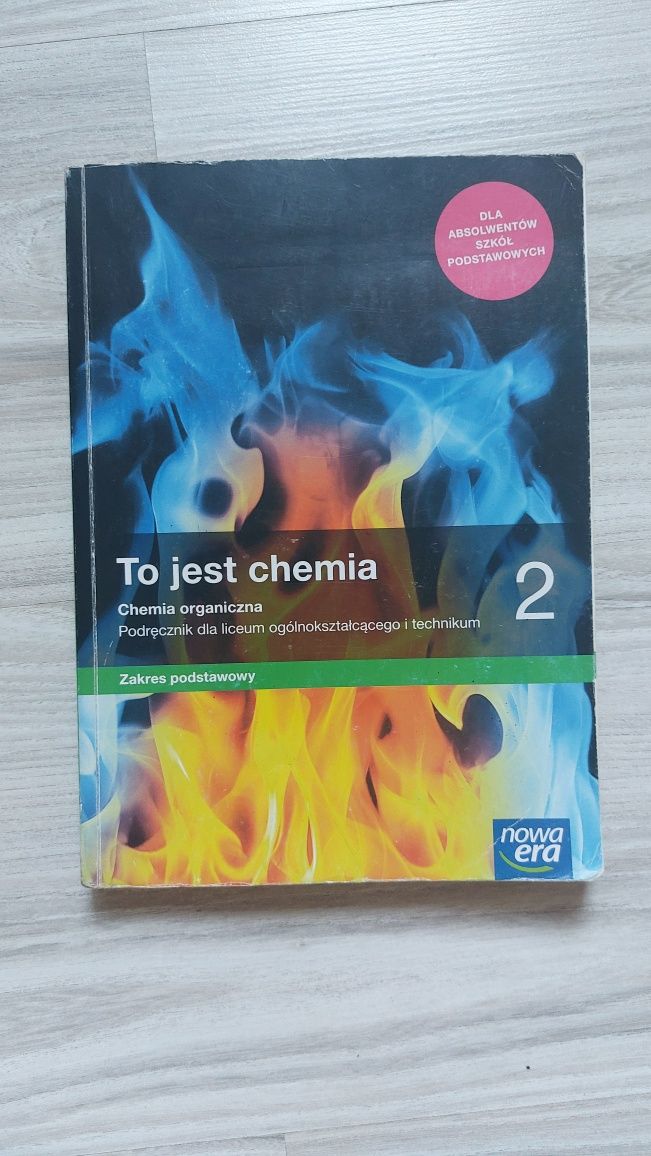 DLA
ABSOLWENTÓW
SZKÓŁ
PODSTAWOWYCH
To jest chemia
2
Chemia organiczna
Podręcznik dla liceum ogólnokształcącego i technikum
Zakres podstawowy
nowa
era